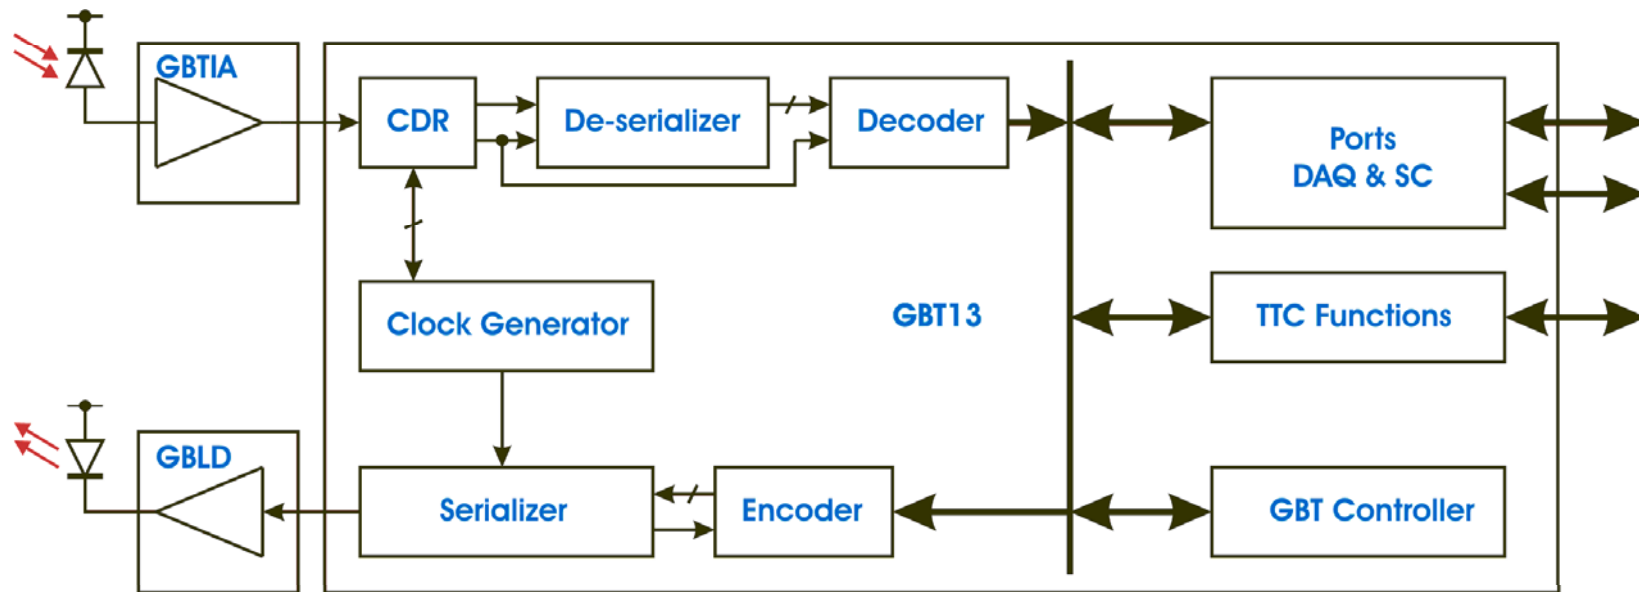 GBTIA
CDR
De-serializer
Decoder
Ports
DAQ & SC
Clock Generator
GBT13
TTC Functions
GBLD
Serializer
Encoder
GBT Controller